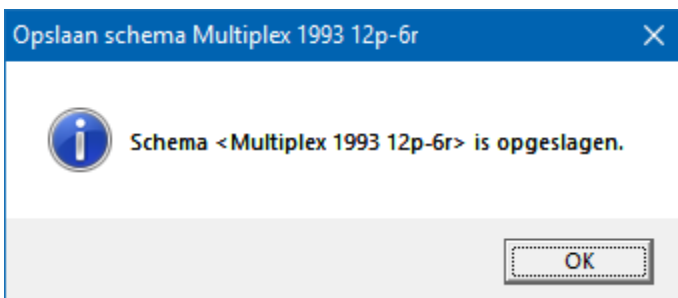 Opslaan schema Multiplex 1993 12p-6r
Schema <Multiplex 1993 12p-6r> is opgeslagen.
OK